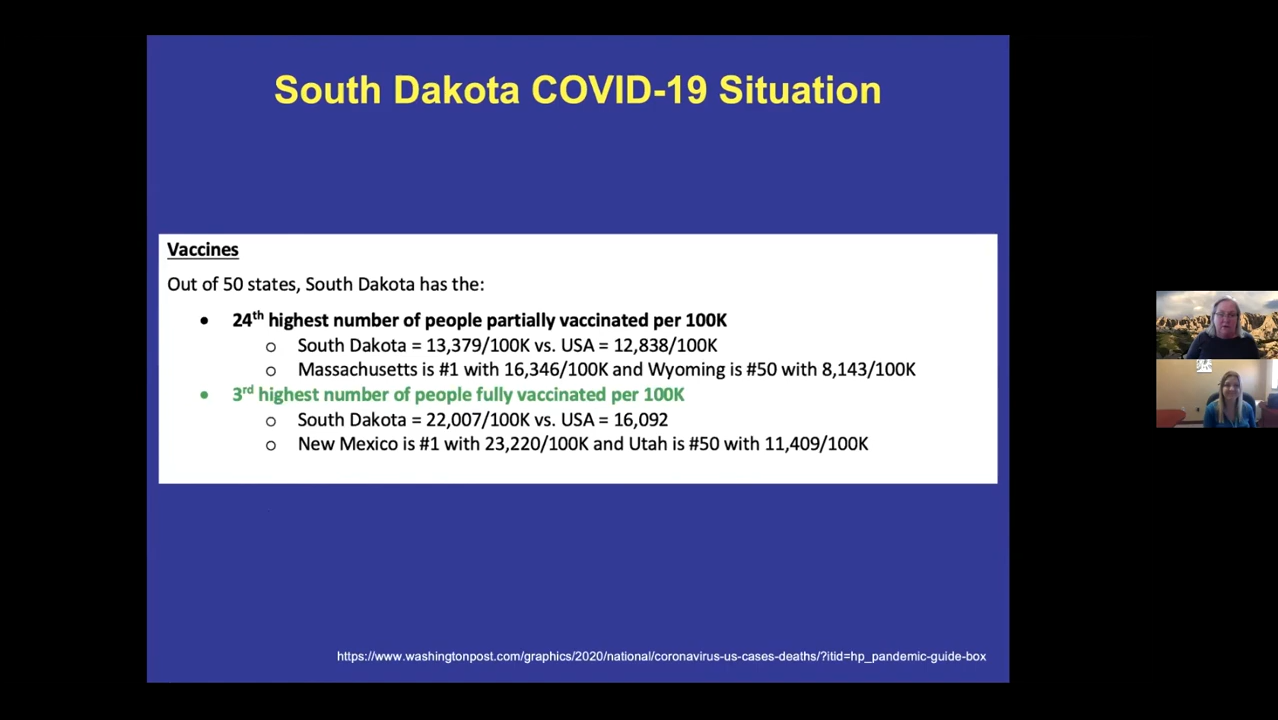 South Dakota COVID-19 Situation
Vaccines
Out of 50 states, South Dakota has the:
• 24th highest number of people partially vaccinated per 100K
o South Dakota = 13,379/100K vs. USA = 12,838/100K
o Massachusetts is #1 with 16,346/100K and Wyoming is #50 with 8,143/100K
• 3rd highest number of people fully vaccinated per 100K
o South Dakota = 22,007/100K vs. USA = 16,092
o New Mexico is #1 with 23,220/100K and Utah is #50 with 11,409/100K
https://www.washingtonpost.com/graphics/2020/national/coronavirus-us-cases-deaths/?itid=hp_pandemic-guide-box